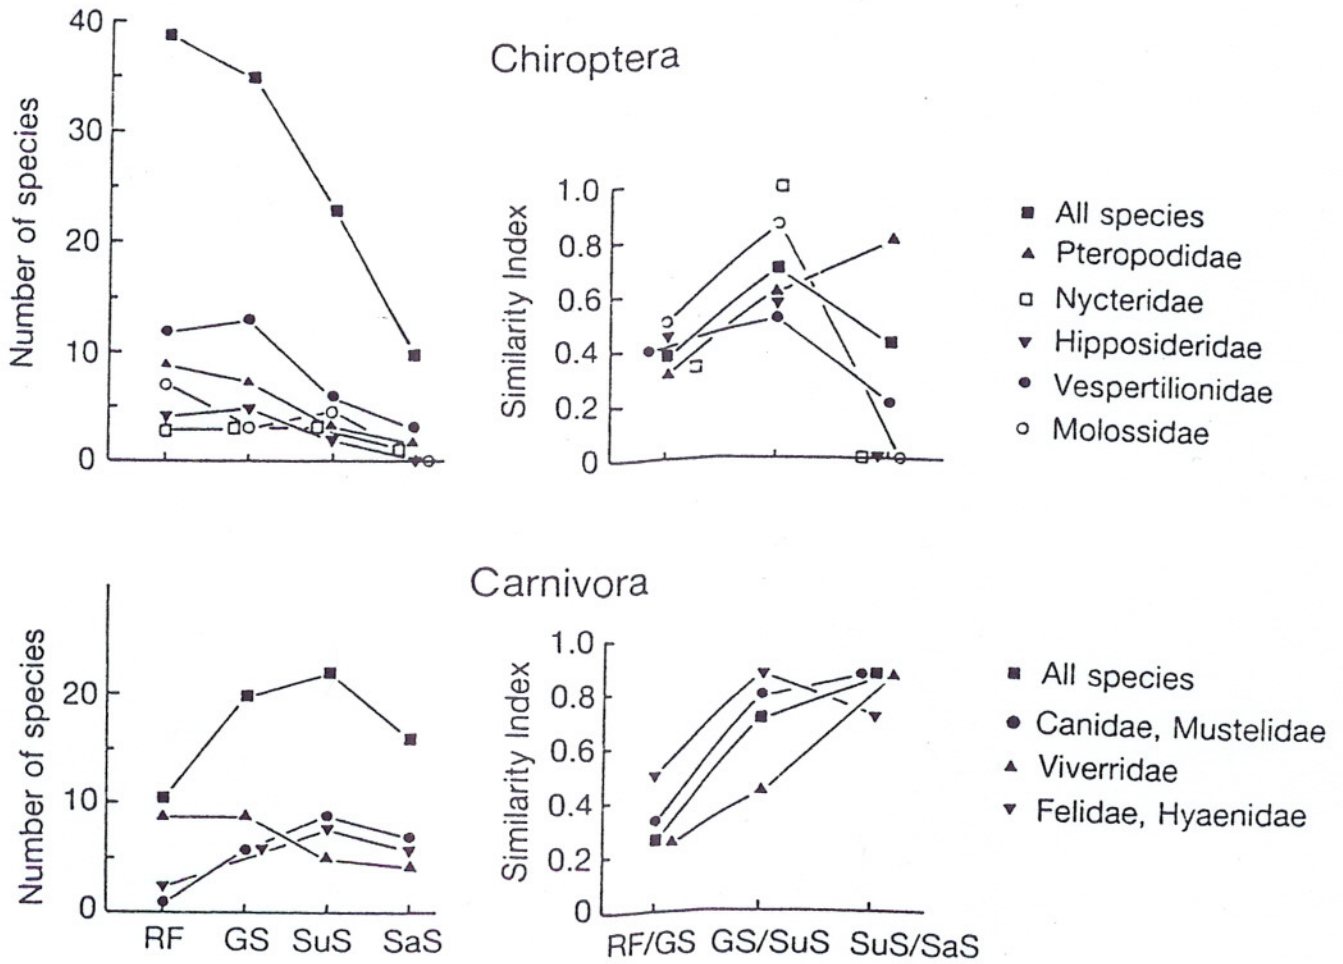 Chiroptera
Number of species
40
30
20
10
0
Similarity Index
1.0
0.8
0.6
0.4
0.2
0
All species
Pteropodidae
Nycteridae
Hipposideridae
Vespertilionidae
Molossidae
Carnivora
Number of species
20
10
0
RF GS SuS SaS
Similarity Index
1.0
0.8
0.6
0.4
0.2
0
RF/GS GS/SuS SuS/SaS
All species
Canidae, Mustelidae
Viverridae
Felidae, Hyaenidae